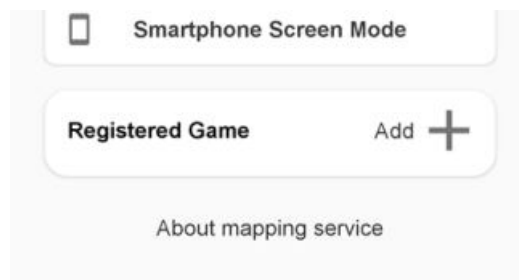 Smartphone Screen Mode
Registered Game Add
About mapping service